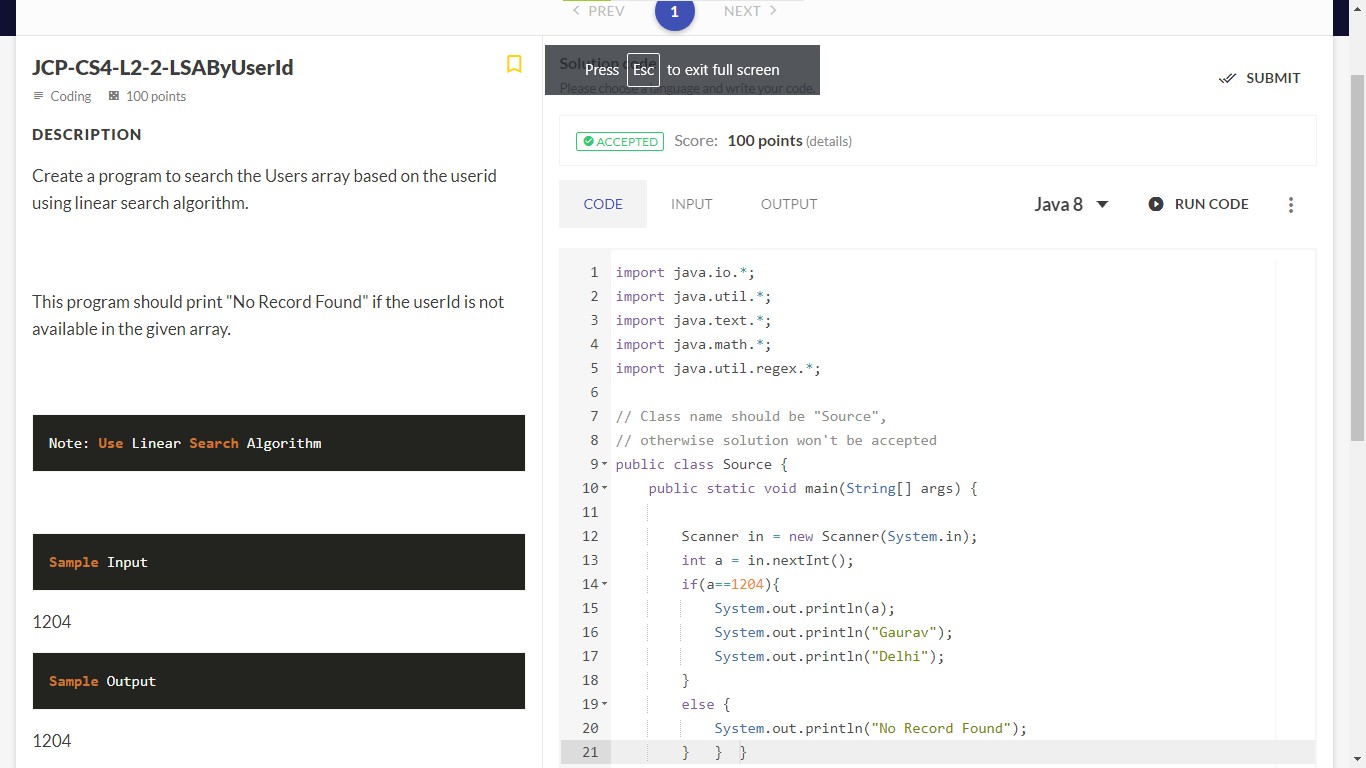 PREV 1 NEXT
JCP-CS4-L2-2-LSAByUserId
Coding 100 points
DESCRIPTION
Create a program to search the Users array based on the userid
using linear search algorithm.
This program should print "No Record Found" if the userId is not
available in the given array.
Note: Use Linear Search Algorithm
Sample Input
1204
Sample Output
1204
Solution code
Press Esc to exit full screen
Please choose a language and write your code.
SUBMIT
ACCEPTED Score: 100 points (details)
CODE INPUT OUTPUT Java 8 RUN CODE
1 import java.io.*;
2 import java.util.*;
3 import java.text.*;
4 import java.math.*;
5 import java.util.regex.*;
6
7 // Class name should be "Source",
8 // otherwise solution won't be accepted
9 public class Source {
10 public static void main(String[] args) {
11
12 Scanner in = new Scanner(System.in);
13 int a = in.nextInt();
14 if(a==1204){
15 System.out.println(a);
16 System.out.println("Gaurav");
17 System.out.println("Delhi");
18 }
19 else {
20 System.out.println("No Record Found");
21 } } }